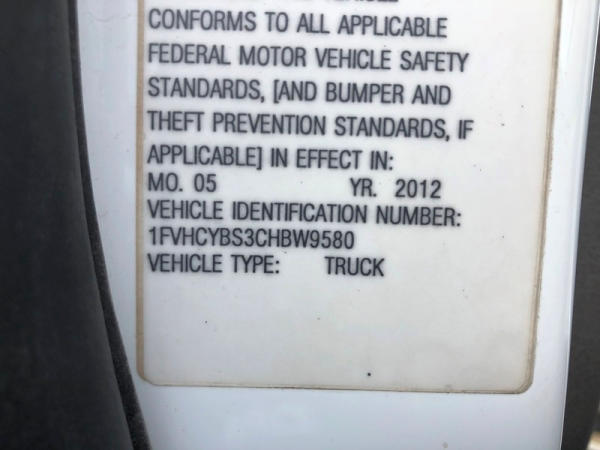 VEHICLE
CONFORMS TO ALL APPLICABLE
FEDERAL MOTOR VEHICLE SAFETY
STANDARDS, [AND BUMPER AND
THEFT PREVENTION STANDARDS, IF
APPLICABLE] IN EFFECT IN:
MO. 05 YR. 2012
VEHICLE IDENTIFICATION NUMBER:
1FVHCYBS3CHBW9580
VEHICLE TYPE: TRUCK